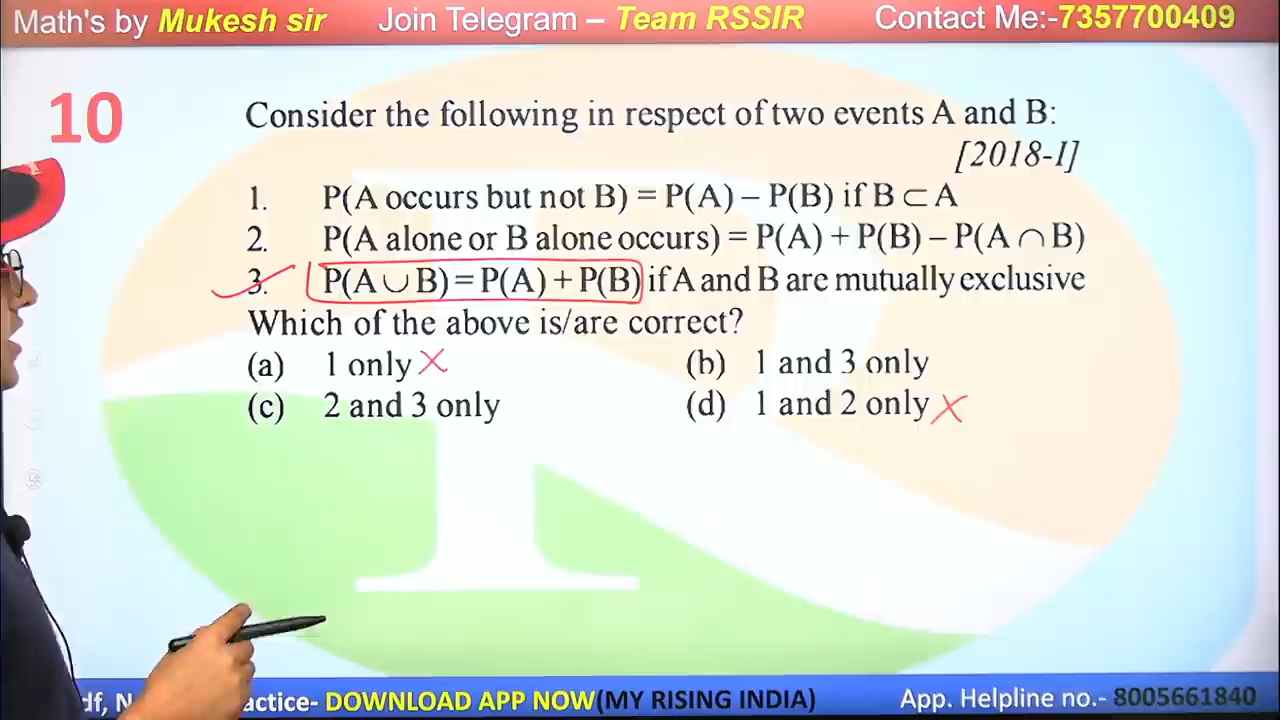 Math's by Mukesh sir Join Telegram – Team RSSIR Contact Me:-7357700409
10
Consider the following in respect of two events A and B:
[2018-I]
1. P(A occurs but not B) = P(A) – P(B) if B ⊂ A
2. P(A alone or B alone occurs) = P(A) + P(B) – P(A ∩ B)
3. P(A ∪ B) = P(A) + P(B) if A and B are mutually exclusive
Which of the above is/are correct?
(a) 1 only (b) 1 and 3 only
(c) 2 and 3 only (d) 1 and 2 only
DOWNLOAD APP NOW(MY RISING INDIA) App. Helpline no.- 8005661840